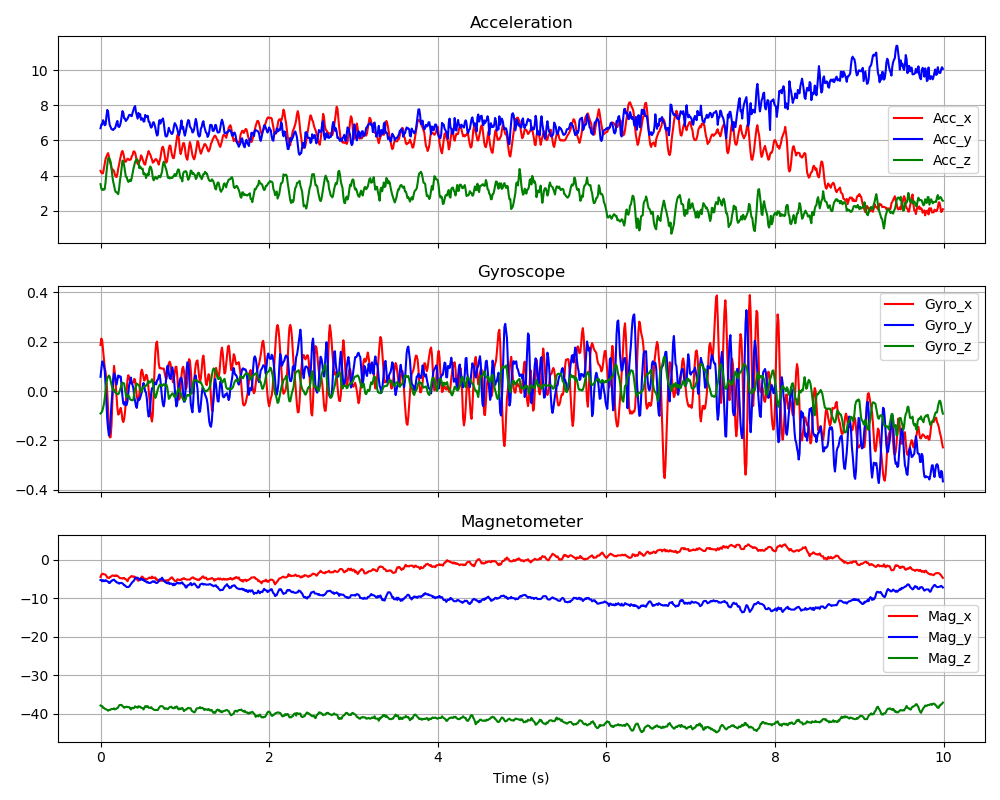 Acceleration
10
8
6
4
2
Acc_x
Acc_y
Acc_z
Gyroscope
0.4
0.2
0.0
−0.2
−0.4
Gyro_x
Gyro_y
Gyro_z
Magnetometer
0
−10
−20
−30
−40
Mag_x
Mag_y
Mag_z
0 2 4 6 8 10
Time (s)